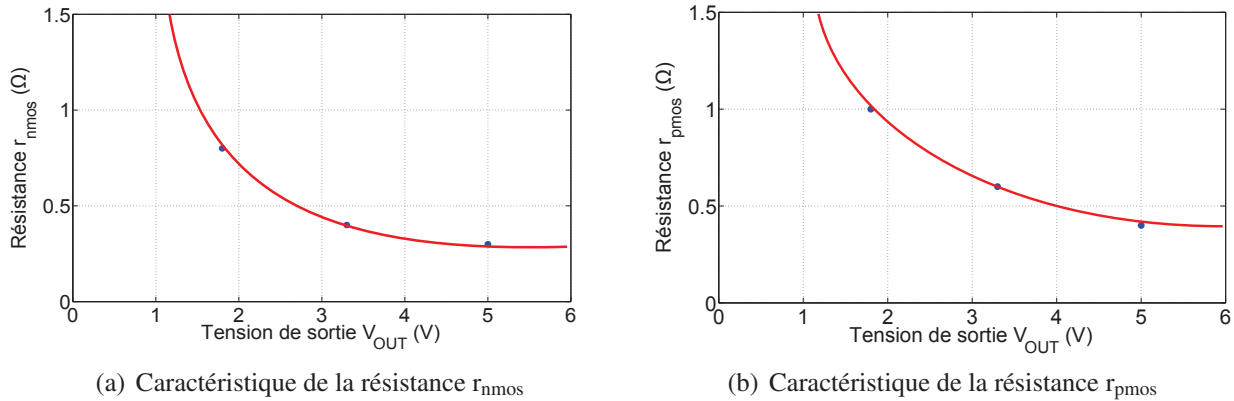 1.5
1
0.5
0
Résistance r_nmos (Ω)
0 1 2 3 4 5 6
Tension de sortie V_OUT (V)
(a) Caractéristique de la résistance r_nmos
1.5
1
0.5
0
Résistance r_pmos (Ω)
0 1 2 3 4 5 6
Tension de sortie V_OUT (V)
(b) Caractéristique de la résistance r_pmos